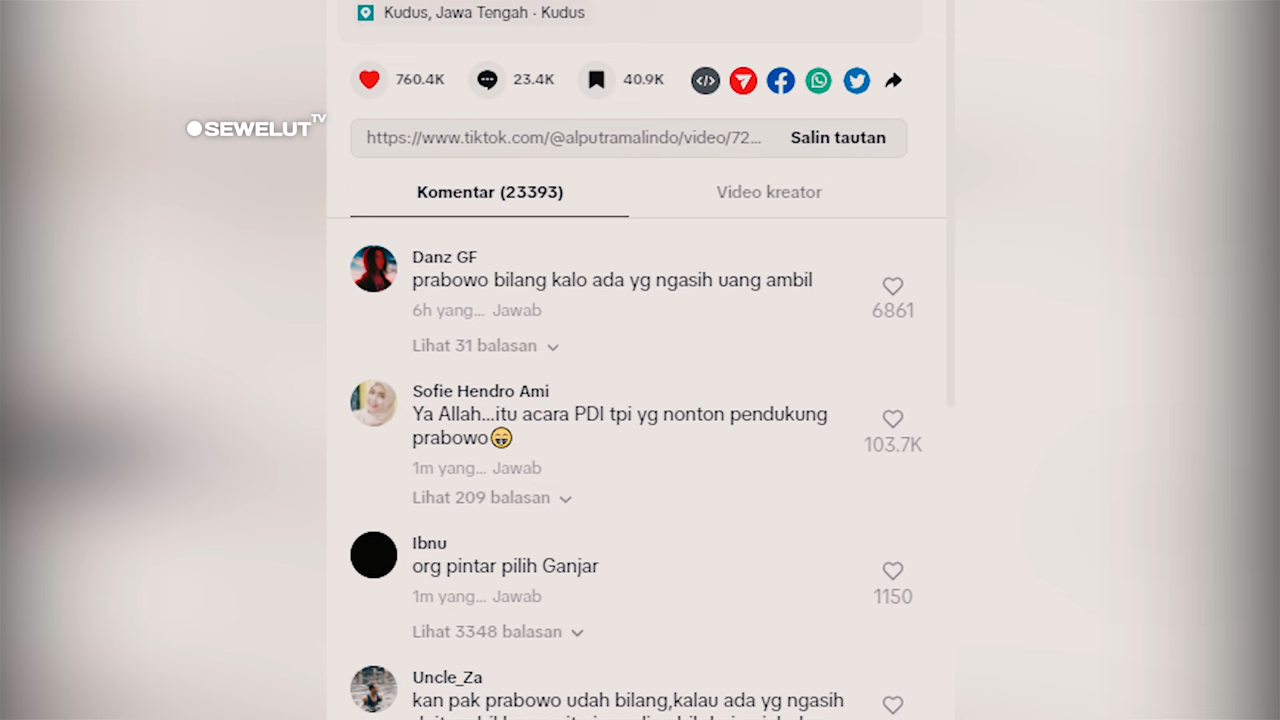 Kudus, Jawa Tengah · Kudus
760.4K 23.4K 40.9K
SEWELUT TV
https://www.tiktok.com/@alputramalindo/video/72... Salin tautan
Komentar (23393) Video kreator
Danz GF
prabowo bilang kalo ada yg ngasih uang ambil
6h yang... Jawab
6861
Lihat 31 balasan
Sofie Hendro Ami
Ya Allah...itu acara PDI tpi yg nonton pendukung
prabowo😁
103.7K
1m yang... Jawab
Lihat 209 balasan
Ibnu
org pintar pilih Ganjar
1m yang... Jawab
1150
Lihat 3348 balasan
Uncle_Za
kan pak prabowo udah bilang,kalau ada yg ngasih